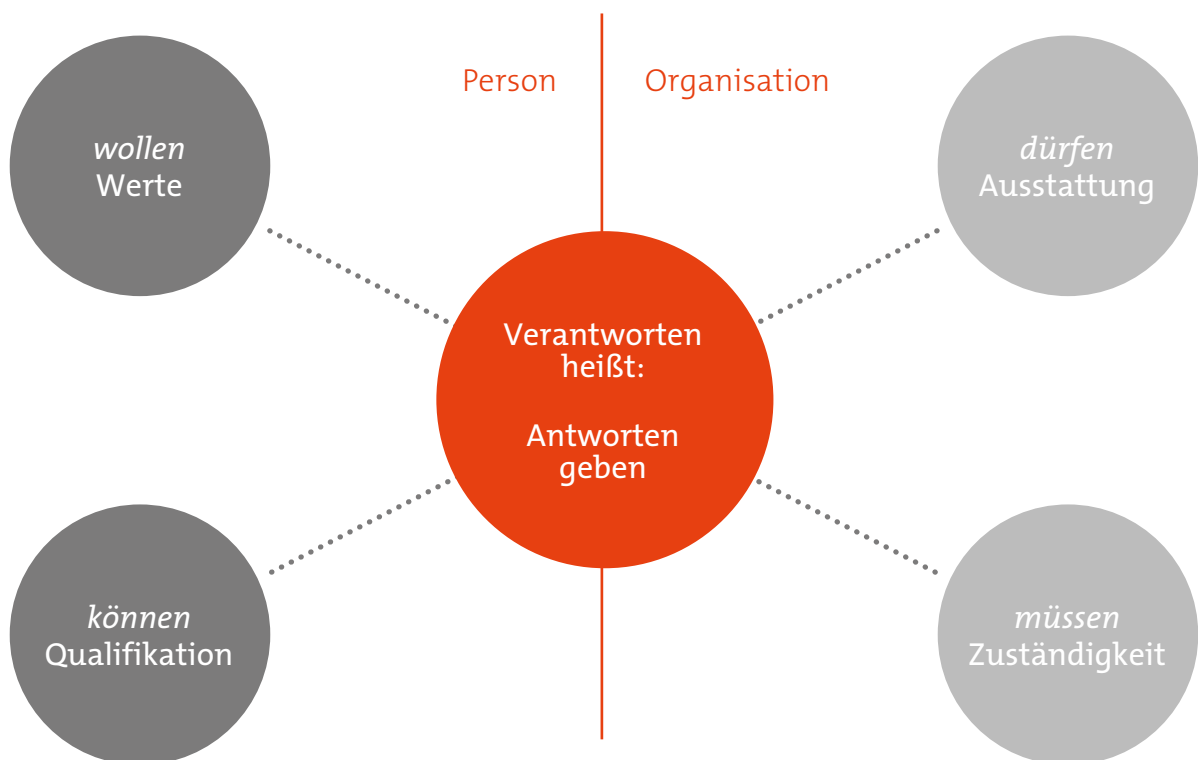 Person
Organisation
wollen
Werte
dürfen
Ausstattung
Verantworten
heißt:
Antworten
geben
können
Qualifikation
müssen
Zuständigkeit